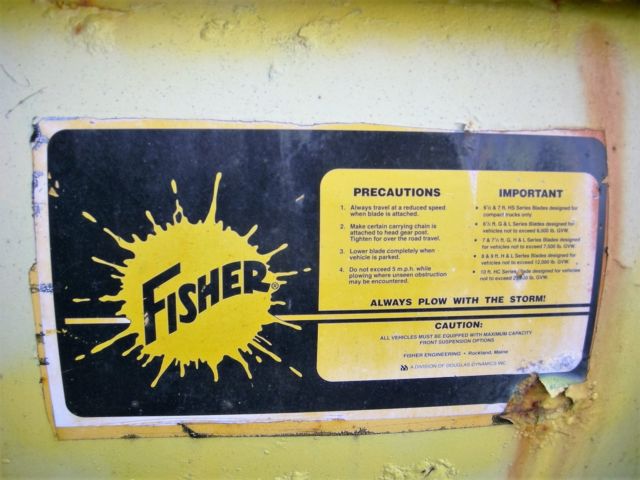 FISHER®
PRECAUTIONS
1. Always travel at a reduced speed
when blade is attached.
2. Make certain carrying chain is
attached to head gear post.
Tighten for over the road travel.
3. Lower blade completely when
vehicle is parked.
4. Do not exceed 5 m.p.h. while
plowing where unseen obstruction
may be encountered.
IMPORTANT
• 6½ & 7 ft. HS Series Blades designed for
compact trucks only
• 6½ ft. G & L Series Blades designed for
vehicles not to exceed 6,600 lb. GVW.
• 7 & 7½ ft. G, H & L Series Blades designed for
vehicles not to exceed 7,500 lb. GVW.
• 8 & 9 ft. H & L Series Blades designed for
vehicles not to exceed 12,000 lb. GVW.
• 10 ft. HC Series Blade designed for vehicles
not to exceed lb. GVW.
ALWAYS PLOW WITH THE STORM!
CAUTION:
ALL VEHICLES MUST BE EQUIPPED WITH MAXIMUM CAPACITY
FRONT SUSPENSION OPTIONS
FISHER ENGINEERING • Rockland, Maine
A DIVISION OF DOUGLAS DYNAMICS INC.